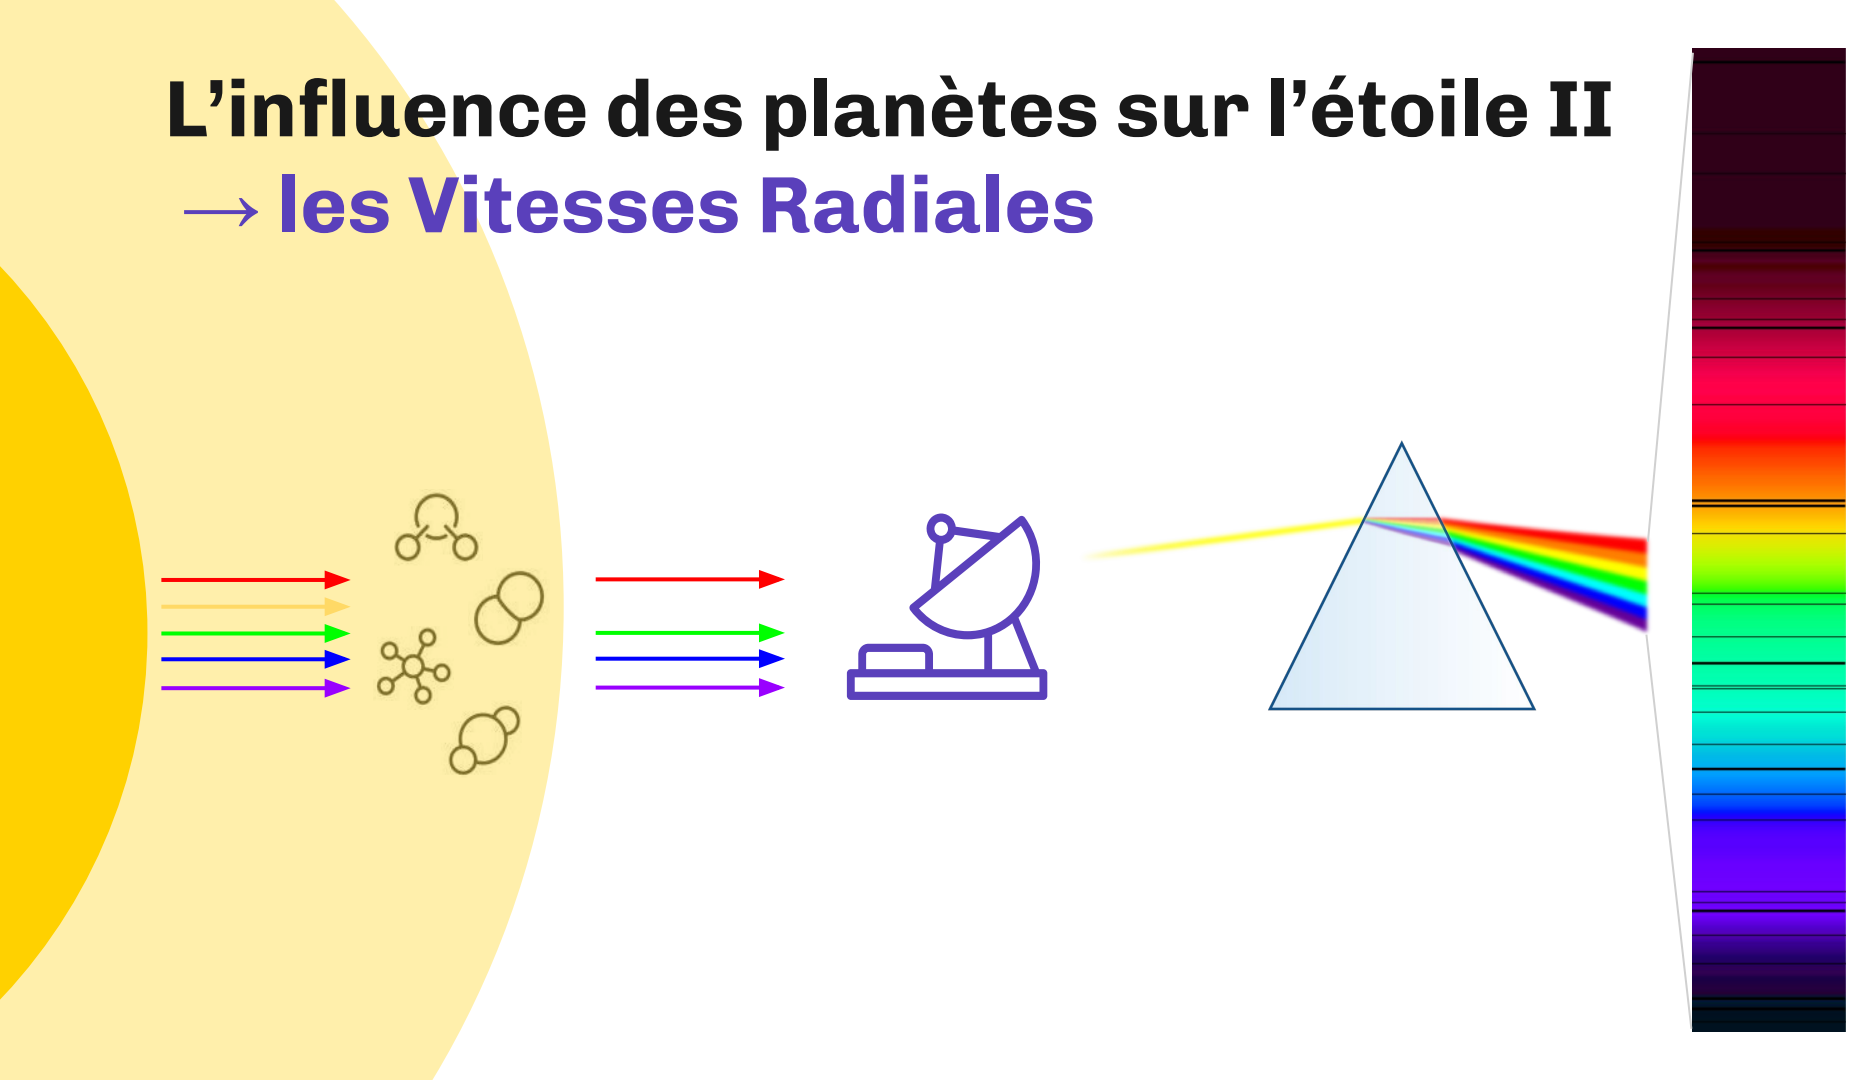 L’influence des planètes sur l’étoile II
→ les Vitesses Radiales